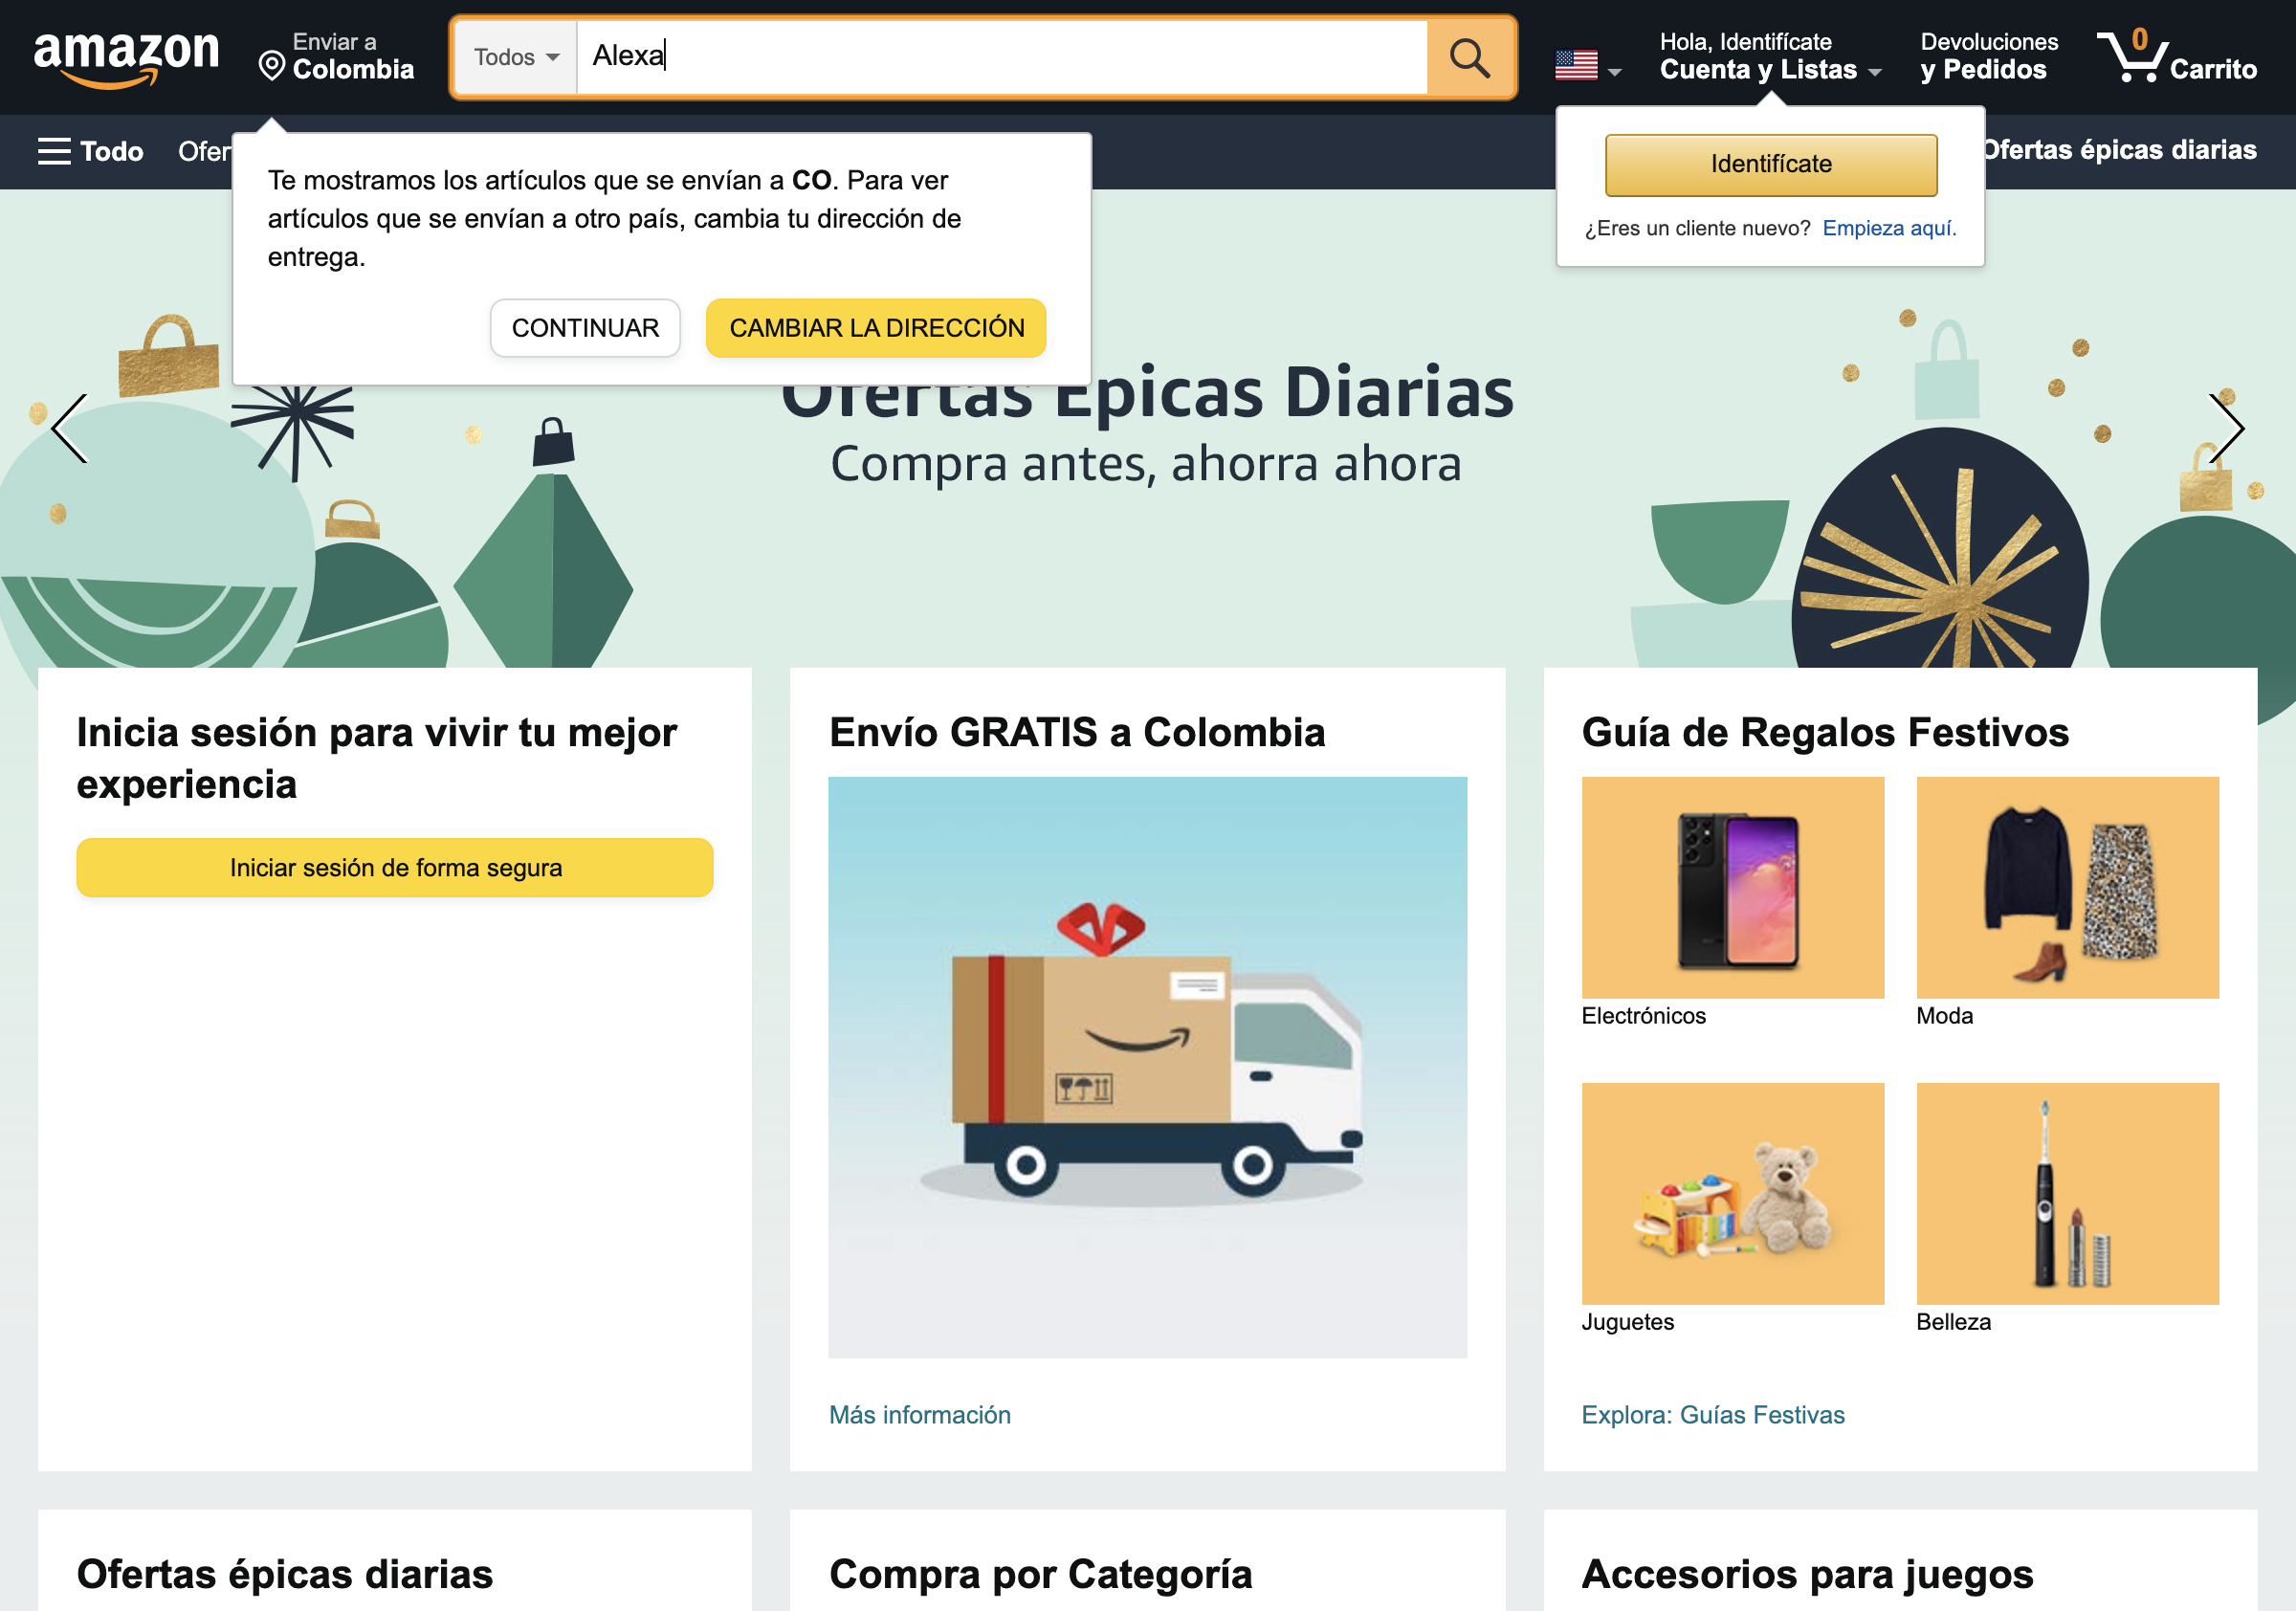 amazon
Enviar a
Colombia
Todos
Alexa
Hola, Identifícate
Cuenta y Listas
Devoluciones
y Pedidos
0
Carrito
Todo
Ofer
Ofertas épicas diarias
Te mostramos los artículos que se envían a CO. Para ver
artículos que se envían a otro país, cambia tu dirección de
entrega.
CONTINUAR
CAMBIAR LA DIRECCIÓN
Identifícate
¿Eres un cliente nuevo? Empieza aquí.
Ofertas Épicas Diarias
Compra antes, ahorra ahora
Inicia sesión para vivir tu mejor
experiencia
Iniciar sesión de forma segura
Envío GRATIS a Colombia
Más información
Guía de Regalos Festivos
Electrónicos
Moda
Juguetes
Belleza
Explora: Guías Festivas
Ofertas épicas diarias
Compra por Categoría
Accesorios para juegos